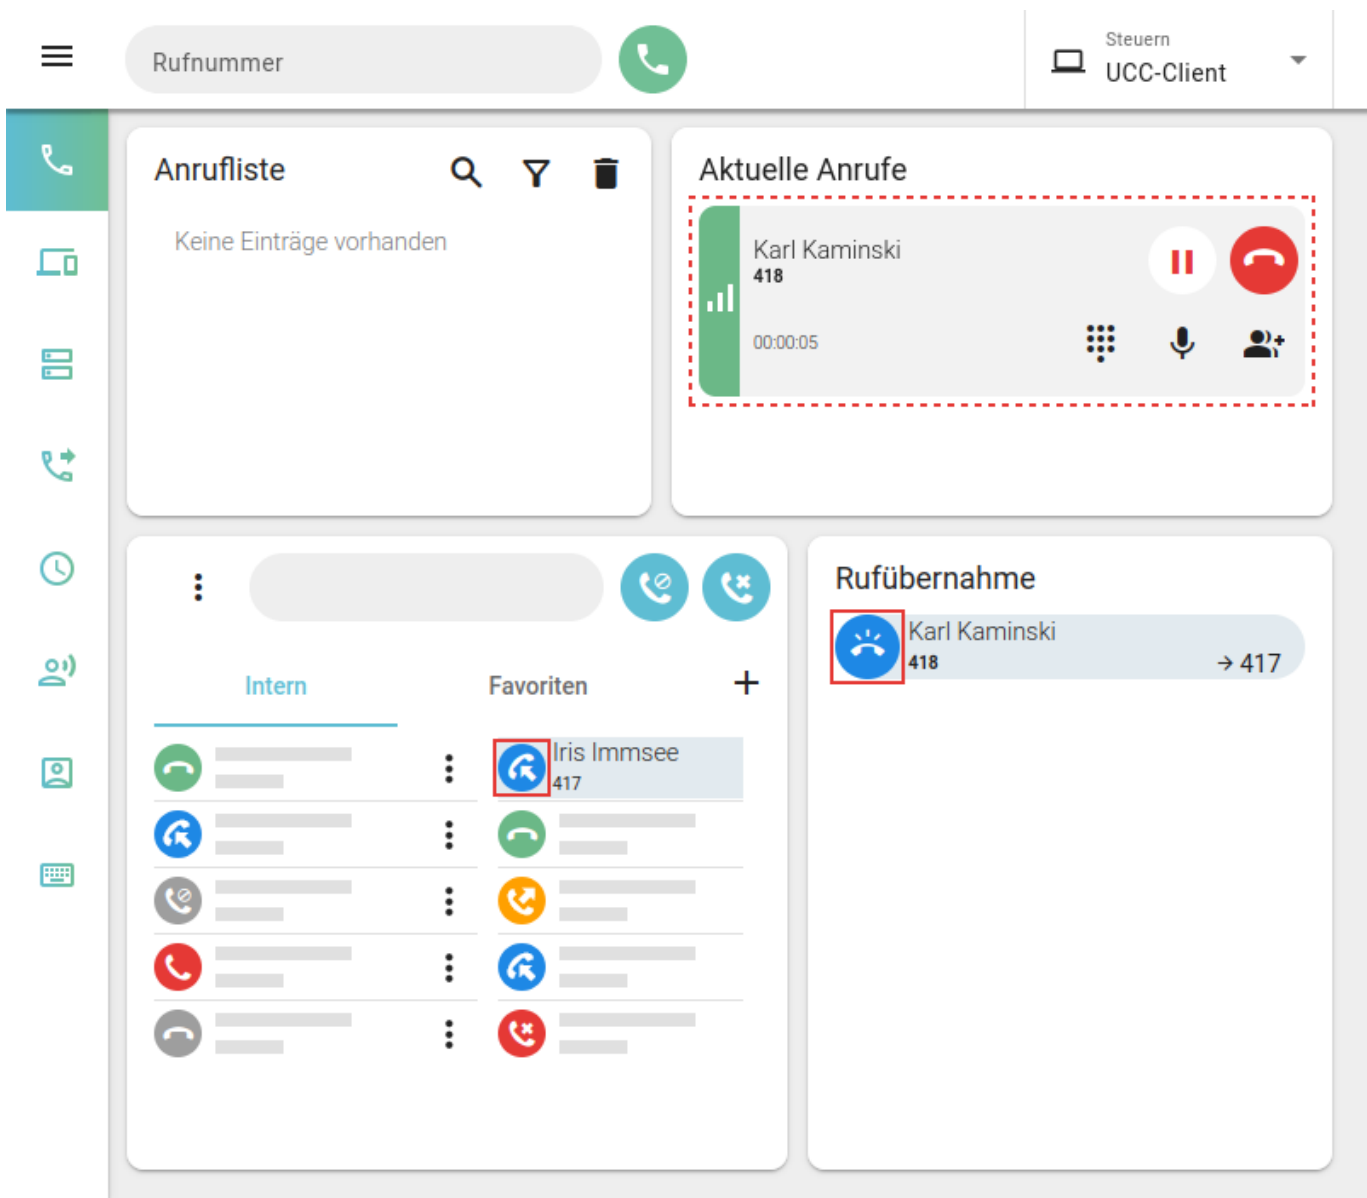 Rufnummer
Steuern
UCC-Client
Anrufliste
Keine Einträge vorhanden
Aktuelle Anrufe
Karl Kaminski
418
00:00:05
Intern
Favoriten
Iris Immsee
417
Rufübernahme
Karl Kaminski
418
→ 417